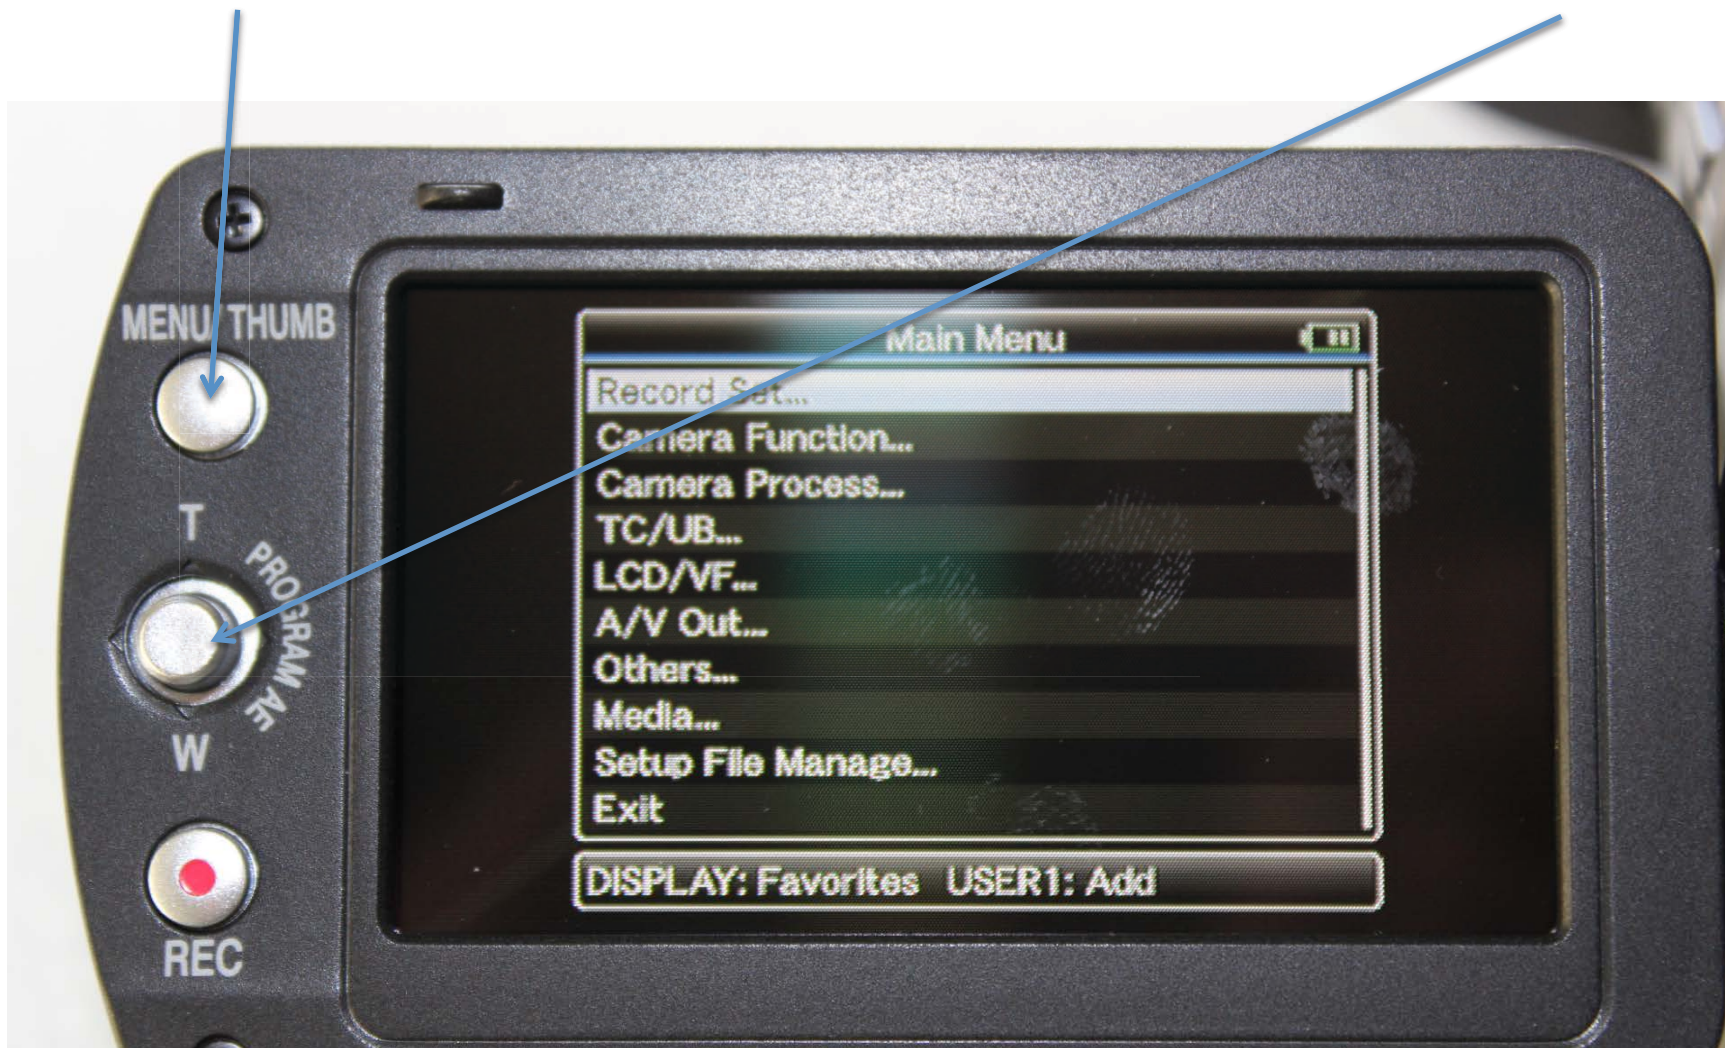 MENU/THUMB
T
PROGRAM AE
W
REC
Main Menu
Record Set...
Camera Function...
Camera Process...
TC/UB...
LCD/VF...
A/V Out...
Others...
Media...
Setup File Manage...
Exit
DISPLAY: Favorites USER1: Add